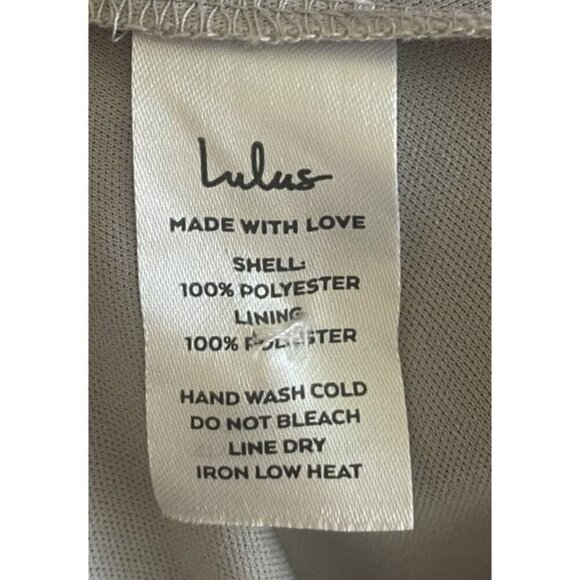 Lulus
MADE WITH LOVE
SHELL:
100% POLYESTER
LINING
100% POLYESTER
HAND WASH COLD
DO NOT BLEACH
LINE DRY
IRON LOW HEAT